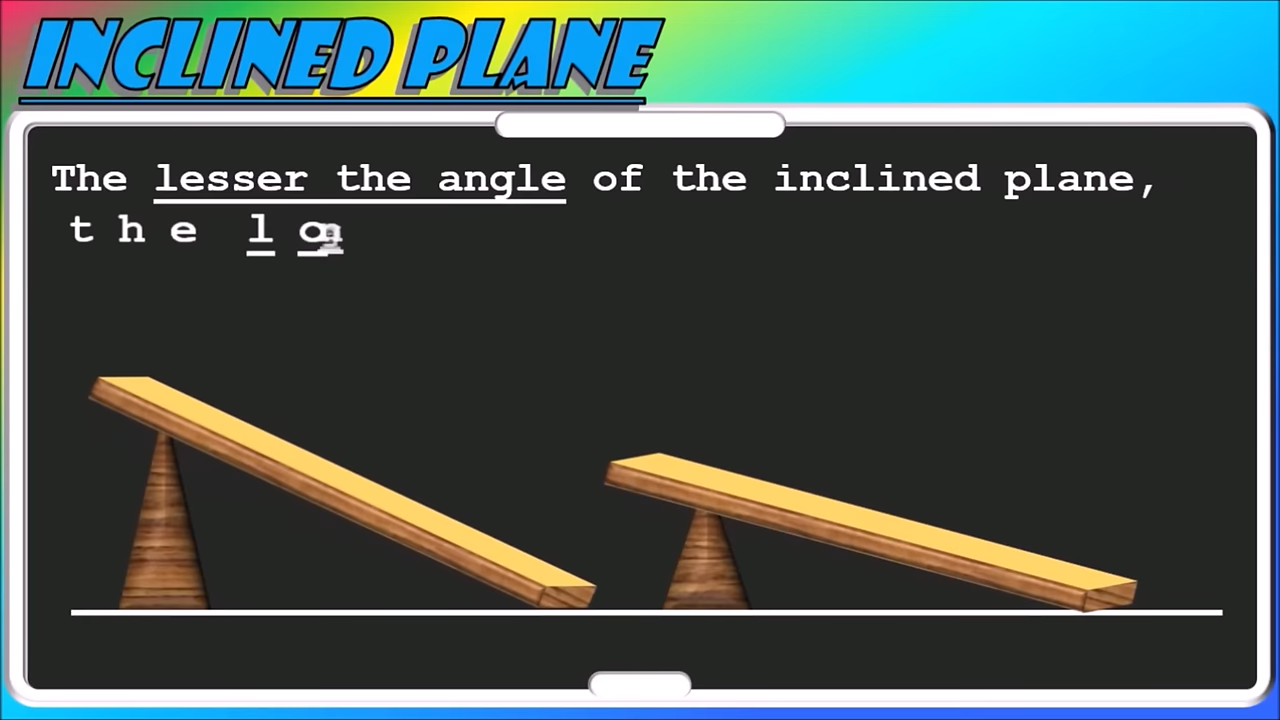 INCLINED PLANE
The lesser the angle of the inclined plane,
the